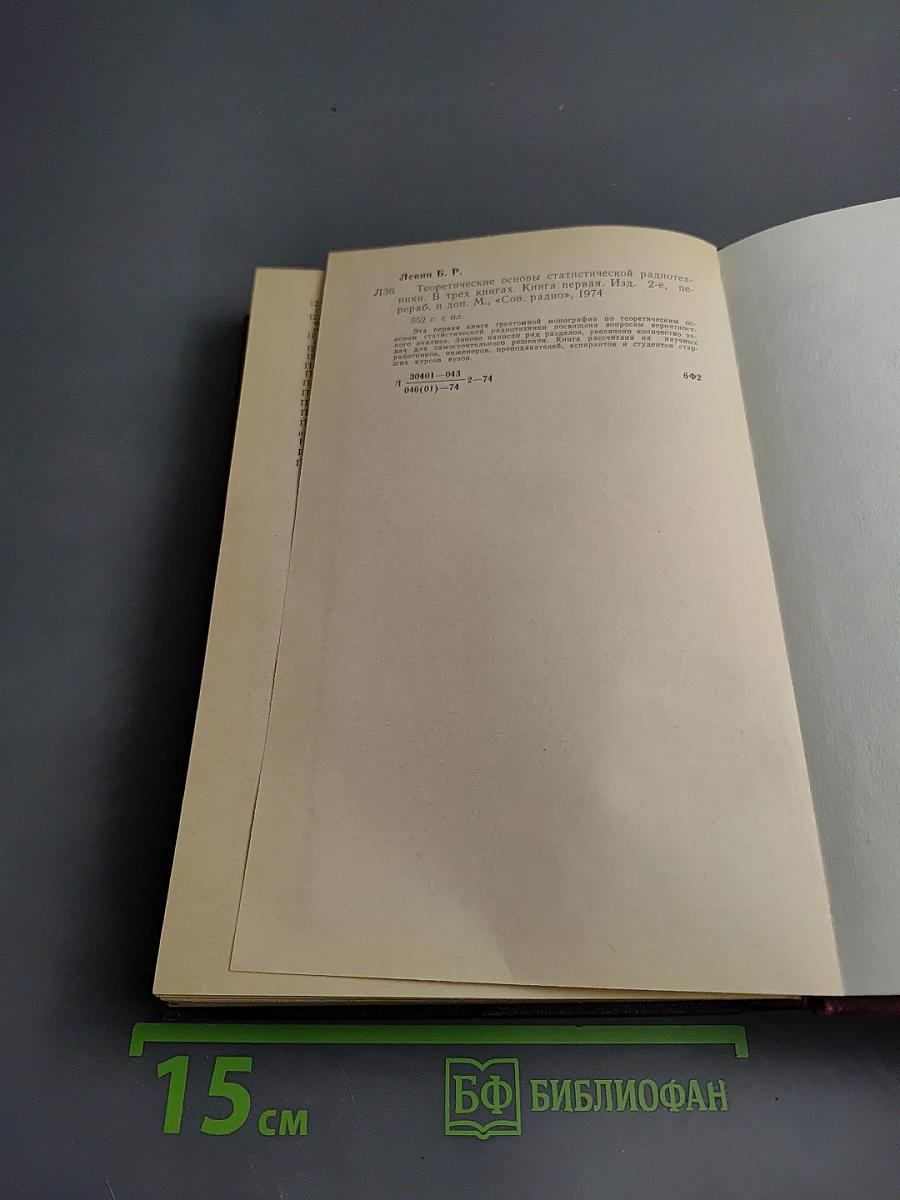 Левин Б. Р.
Л36 Теоретические основы статистической радиотех-
ники. В трех книгах. Книга первая. Изд. 2-е, пе-
рераб. и доп. М., «Сов. радио», 1974
552 с. с ил.
Эта первая книга трехтомной монографии по теоретическим ос-
новам статистической радиотехники посвящена вопросам вероятност-
ного анализа. Заново написан ряд разделов, увеличено количество за-
дач для самостоятельного решения. Книга рассчитана на научных
работников, инженеров, преподавателей, аспирантов и студентов стар-
ших курсов вузов.
Л 30401—043
046(01)—74 2—74 6Ф2
15 см
БФ БИБЛИОФАН